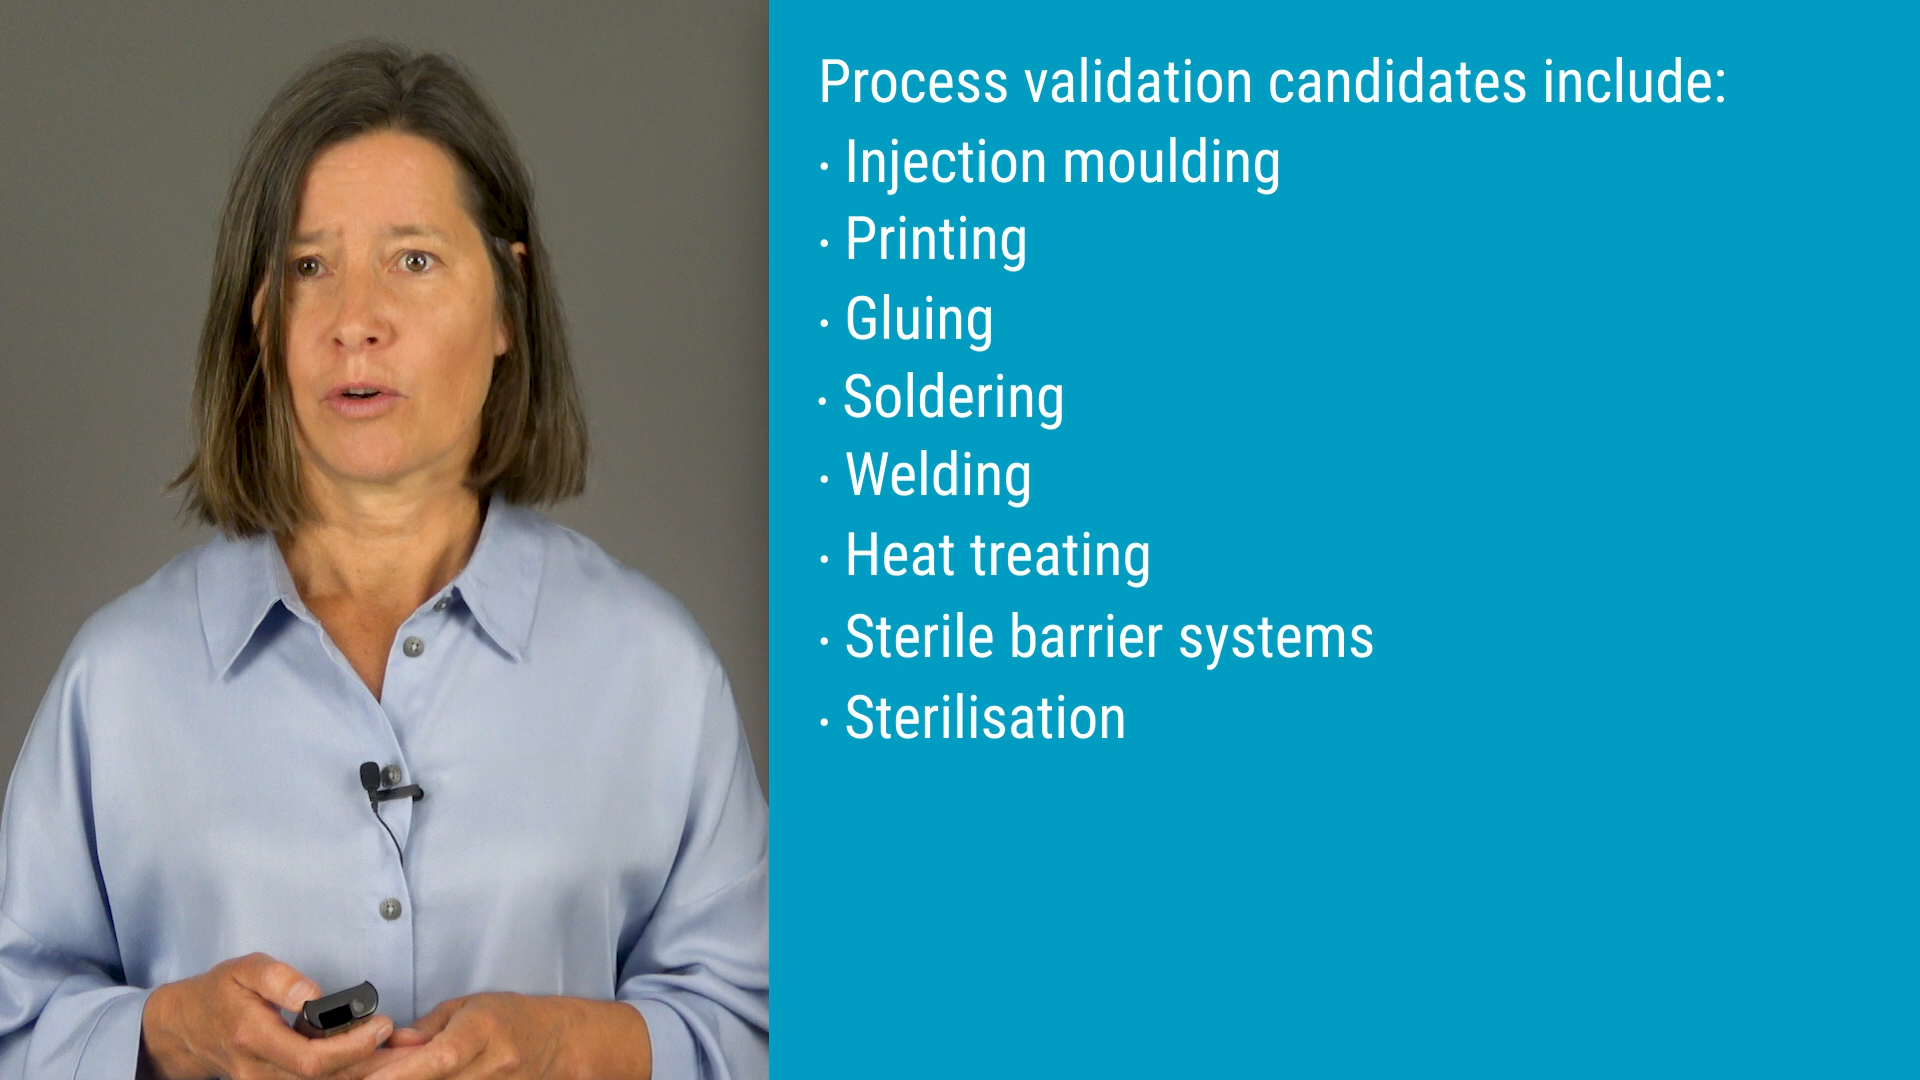 Process validation candidates include:
· Injection moulding
· Printing
· Gluing
· Soldering
· Welding
· Heat treating
· Sterile barrier systems
· Sterilisation